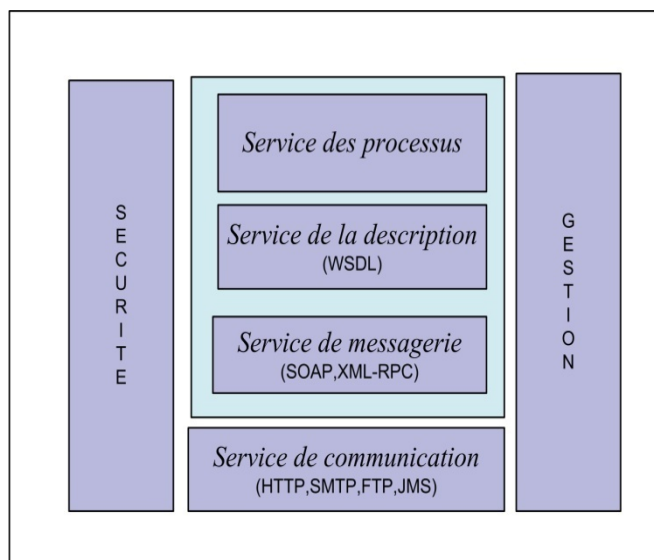 SECURITE
Service des processus
Service de la description
(WSDL)
Service de messagerie
(SOAP,XML-RPC)
Service de communication
(HTTP,SMTP,FTP,JMS)
GESTION